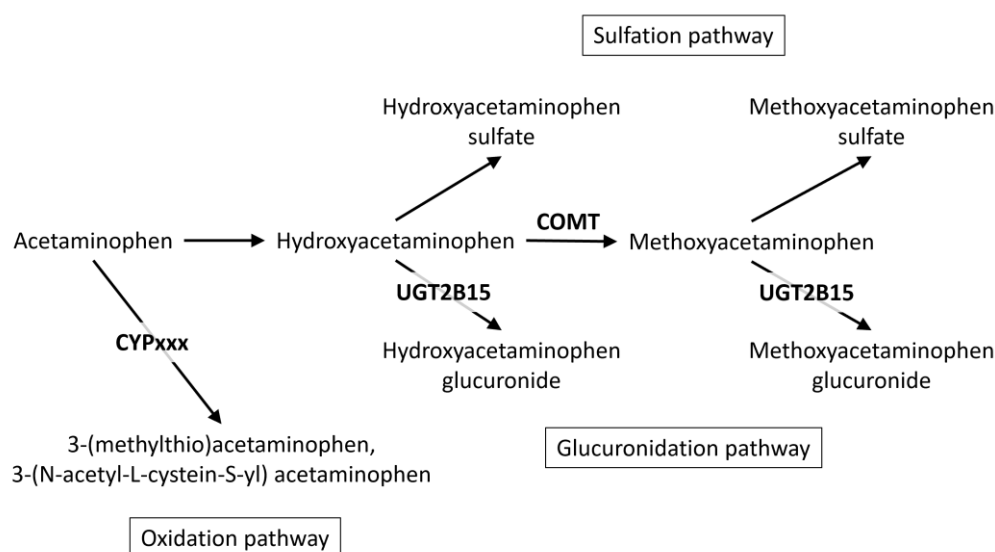 Sulfation pathway
Hydroxyacetaminophen
sulfate
Methoxyacetaminophen
sulfate
Acetaminophen
Hydroxyacetaminophen
COMT
Methoxyacetaminophen
CYPxxx
UGT2B15
UGT2B15
Hydroxyacetaminophen
glucuronide
Methoxyacetaminophen
glucuronide
3-(methylthio)acetaminophen,
3-(N-acetyl-L-cystein-S-yl) acetaminophen
Glucuronidation pathway
Oxidation pathway